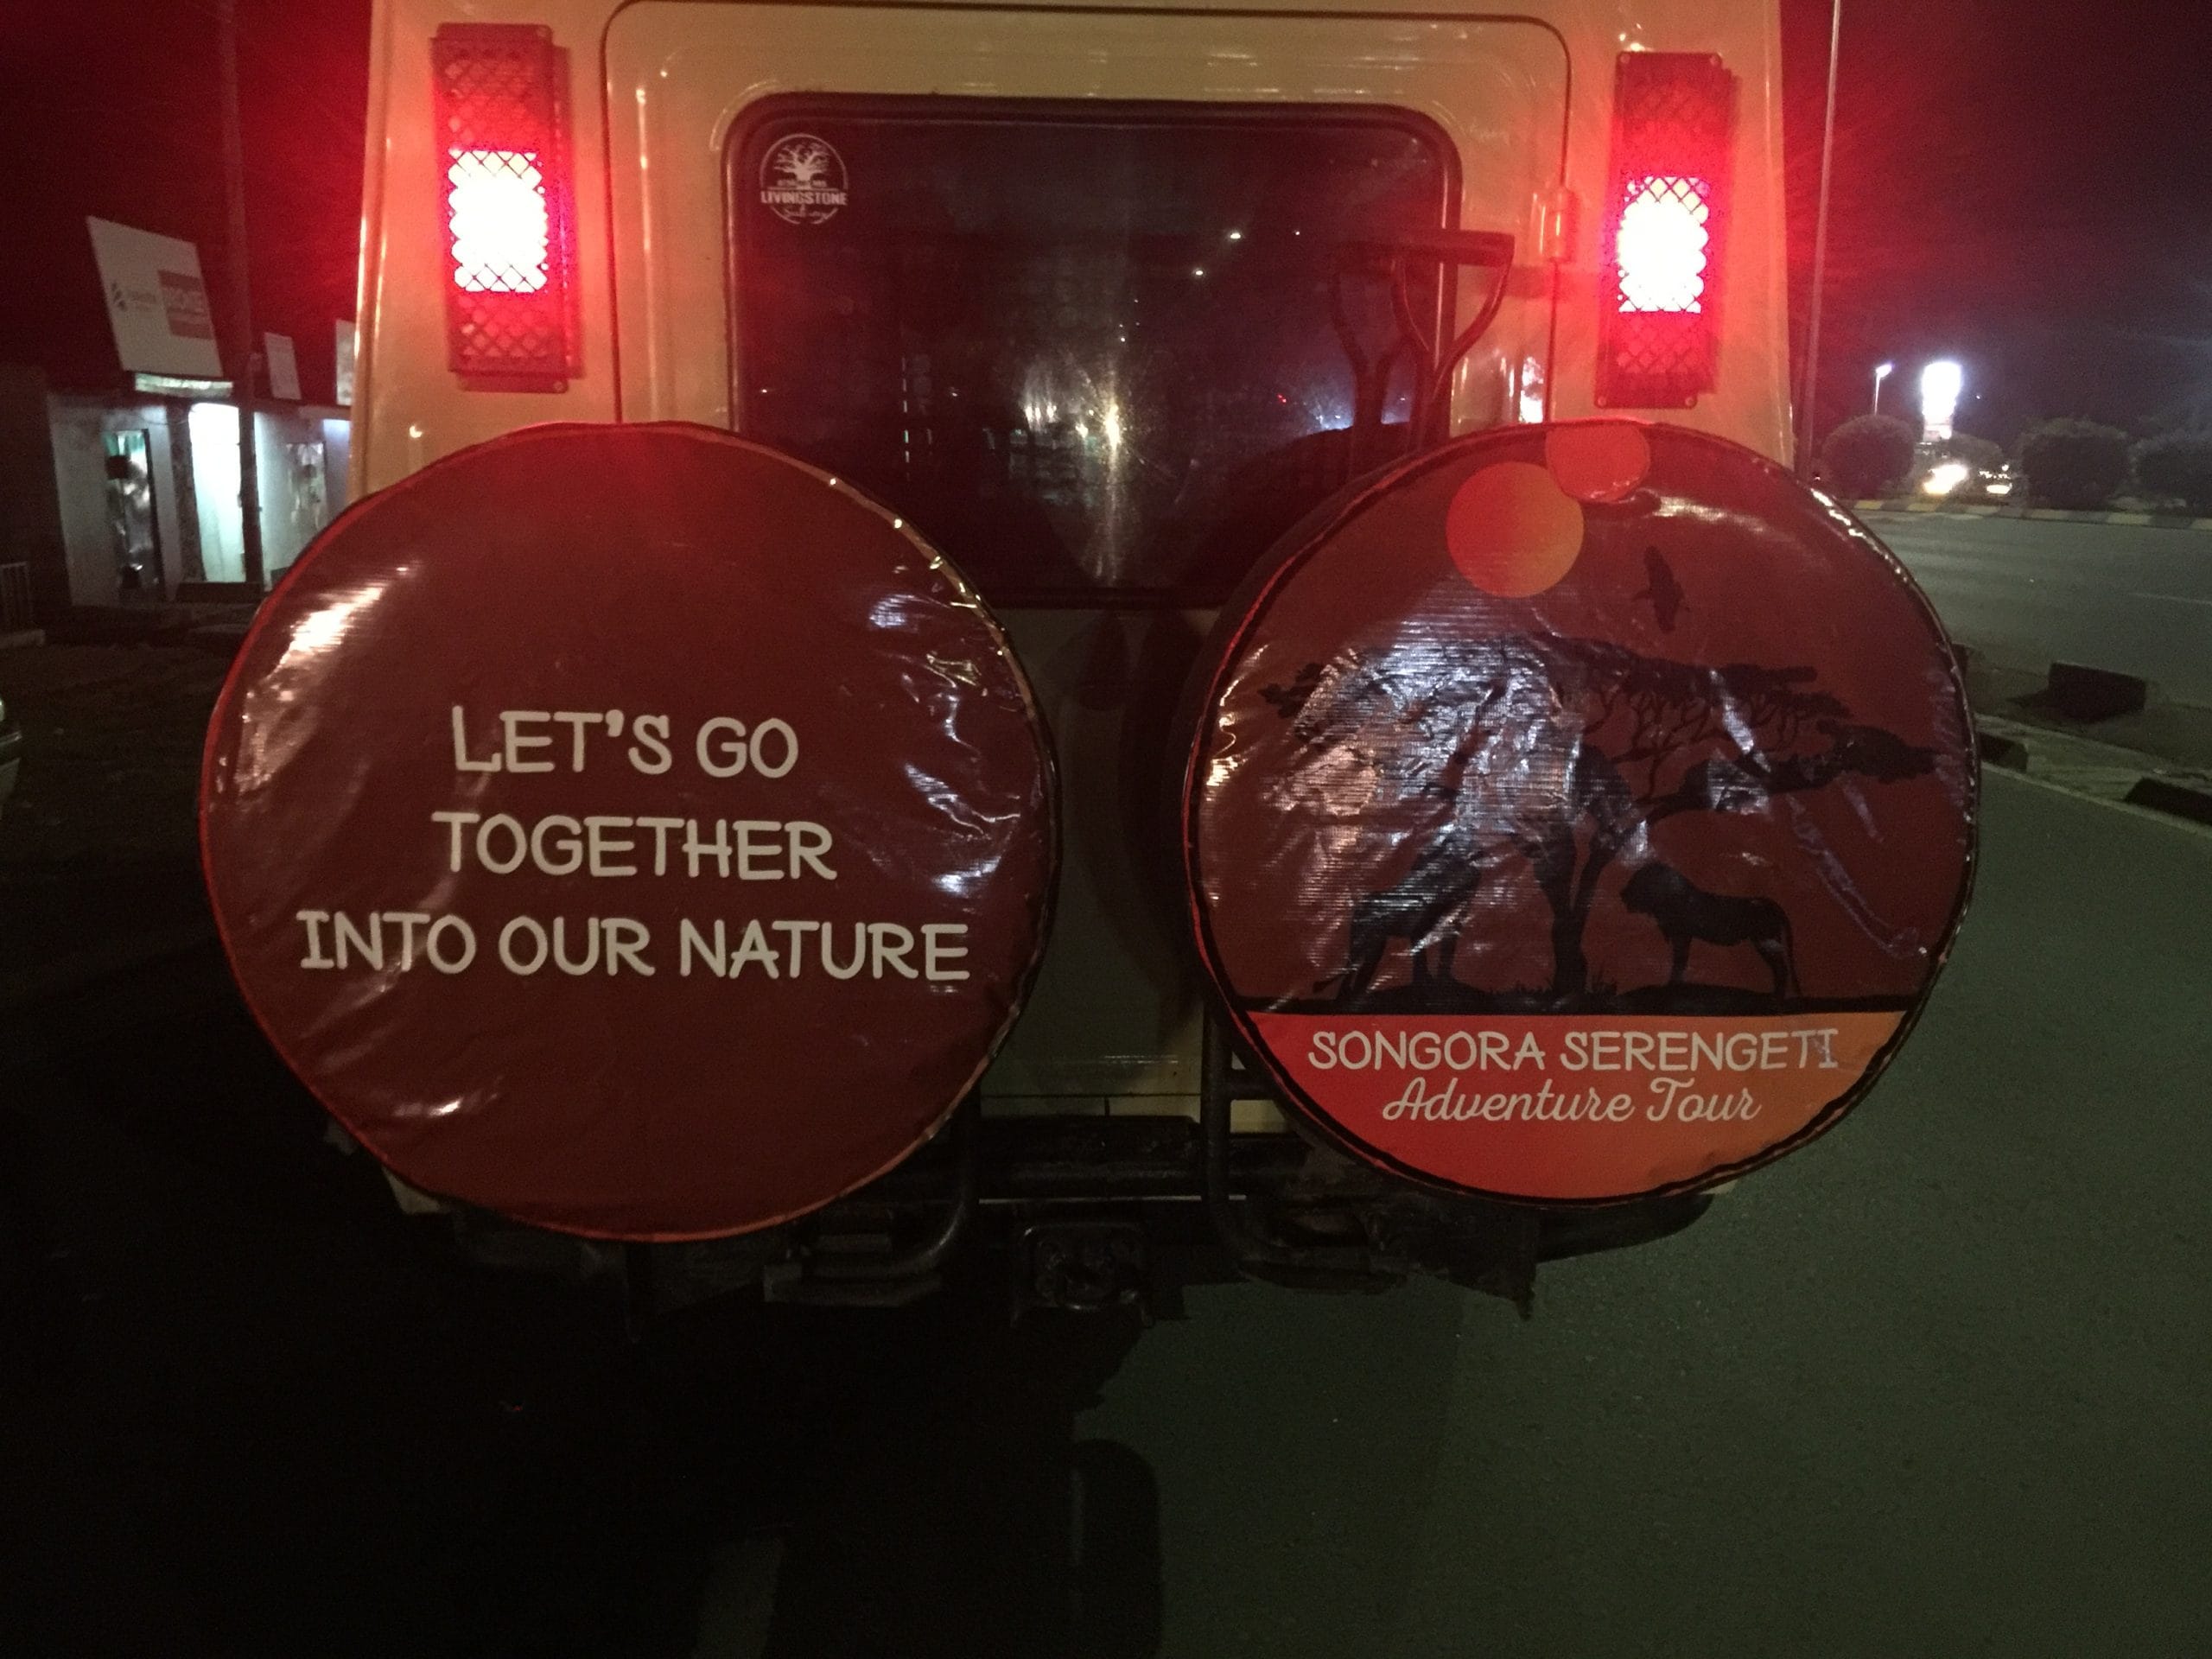 LIVINGSTONE
LET'S GO
TOGETHER
INTO OUR NATURE
SONGORA SERENGETI
Adventure Tour